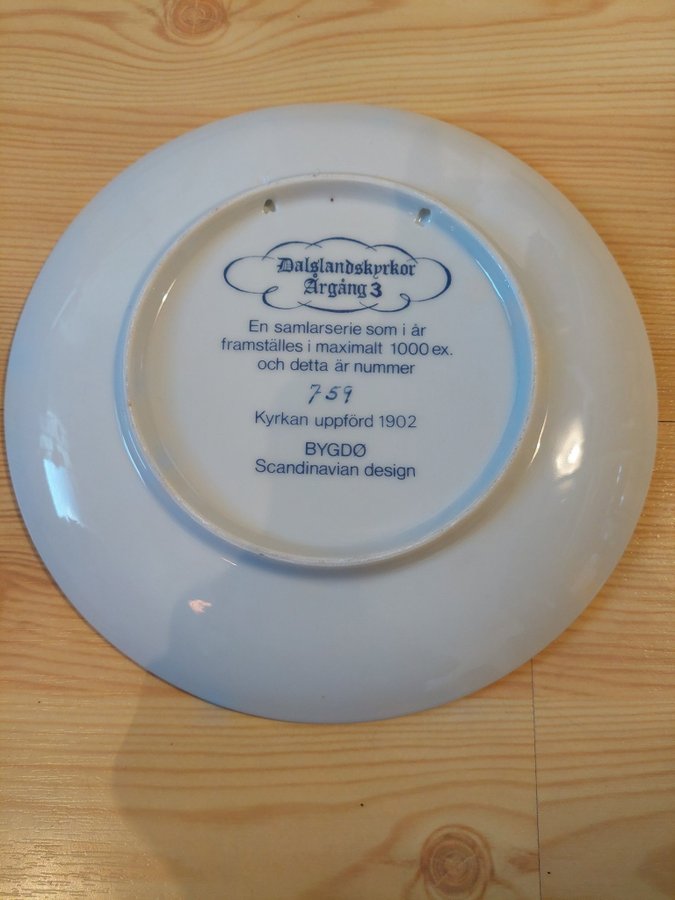 Dalslandskyrkor
Årgång 3
En samlarserie som i år
framställes i maximalt 1000 ex.
och detta är nummer
759
Kyrkan uppförd 1902
BYGDØ
Scandinavian design